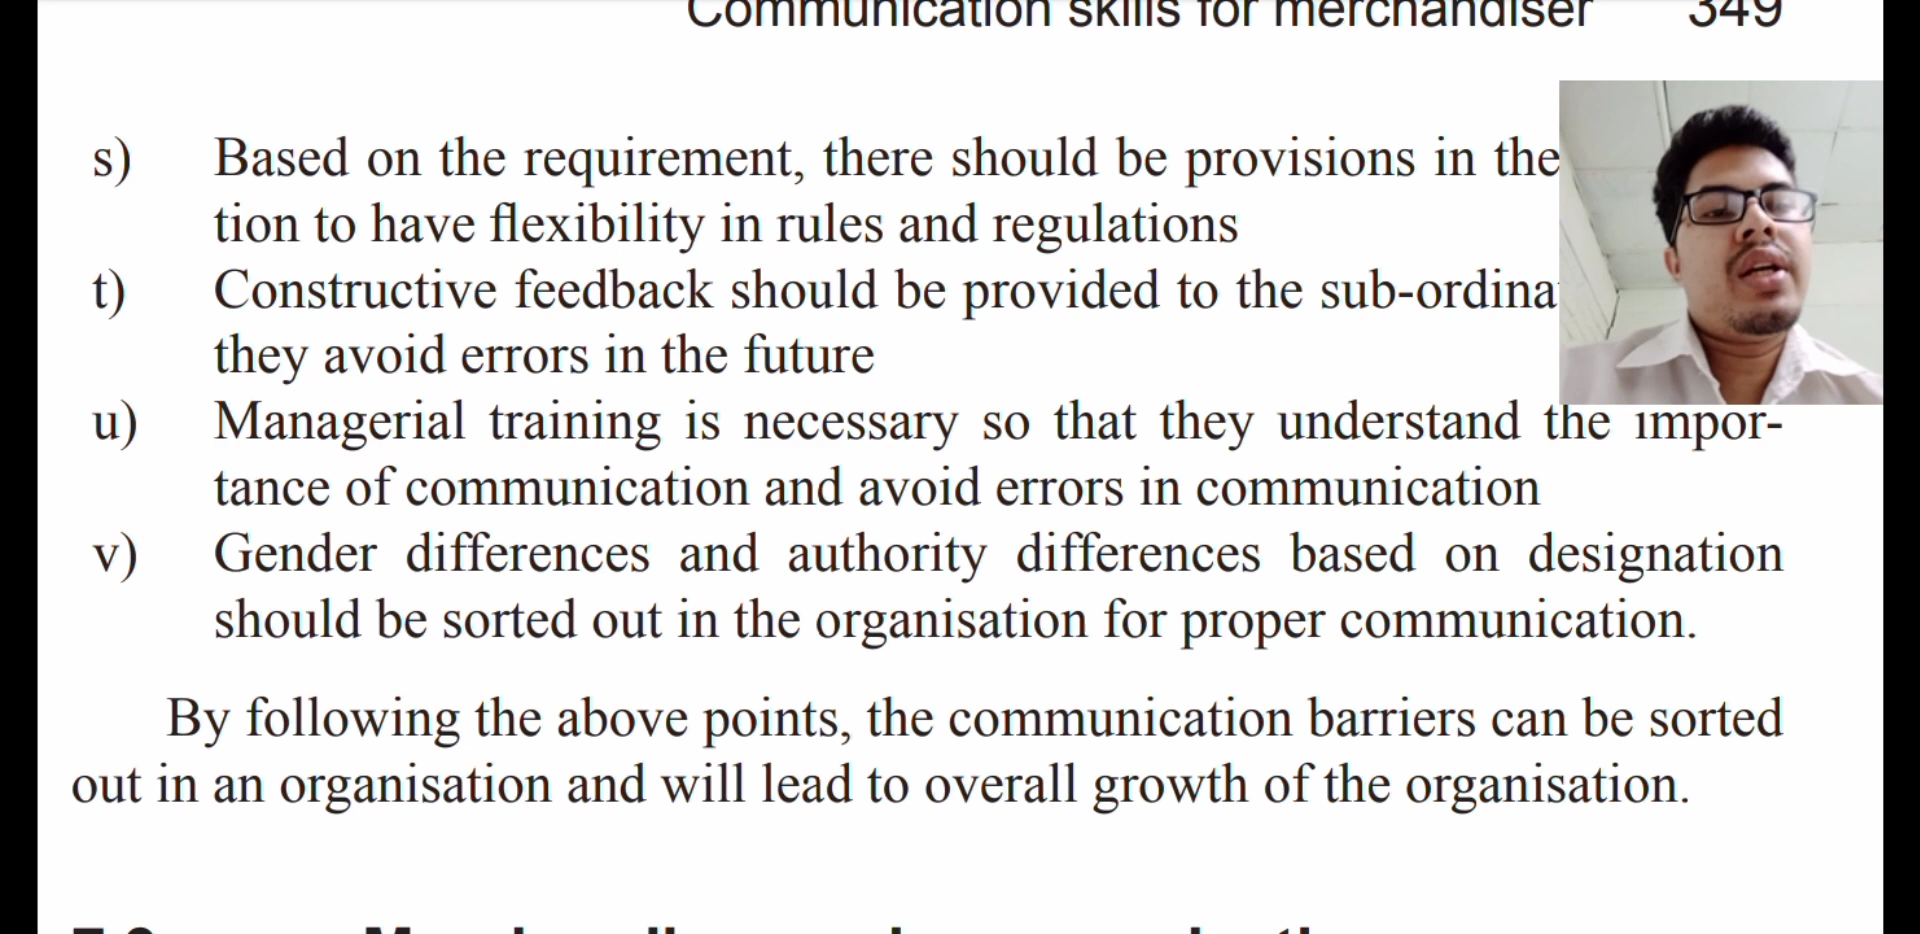 Communication skills for merchandiser 349
s) Based on the requirement, there should be provisions in the
tion to have flexibility in rules and regulations
t) Constructive feedback should be provided to the
they avoid errors in the future
u) Managerial training is necessary so that they understand the impor-
tance of communication and avoid errors in communication
v) Gender differences and authority differences based on designation
should be sorted out in the organisation for proper communication.
By following the above points, the communication barriers can be sorted
out in an organisation and will lead to overall growth of the organisation.